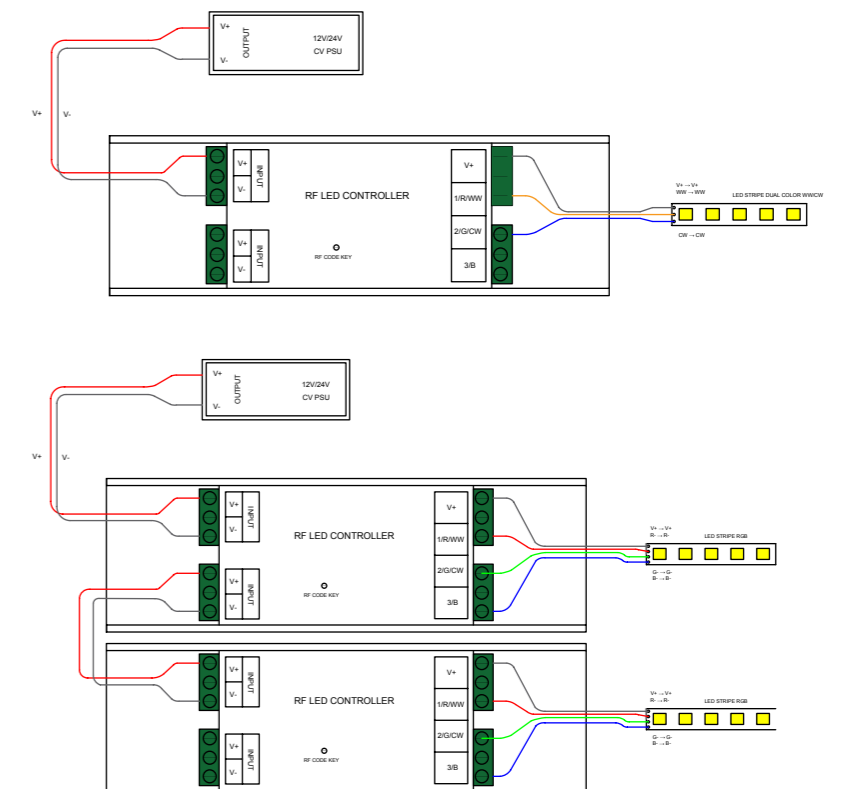 V+
OUTPUT
12V/24V
CV PSU
V-
V+
V-
V+
INPUT
V-
RF LED CONTROLLER
V+
1/R/WW
2/G/CW
3/B
V+
INPUT
V-
RF CODE KEY
V+ → V+
WW → WW
LED STRIPE DUAL COLOR WW/CW
CW → CW
V+
OUTPUT
12V/24V
CV PSU
V-
V+
V-
V+
INPUT
V-
RF LED CONTROLLER
V+
1/R/WW
2/G/CW
3/B
V+
INPUT
V-
RF CODE KEY
V+ → V+
R- → R-
LED STRIPE RGB
G- → G-
B- → B-
V+
INPUT
V-
RF LED CONTROLLER
V+
1/R/WW
2/G/CW
3/B
V+
INPUT
V-
RF CODE KEY
V+ → V+
R- → R-
LED STRIPE RGB
G- → G-
B- → B-